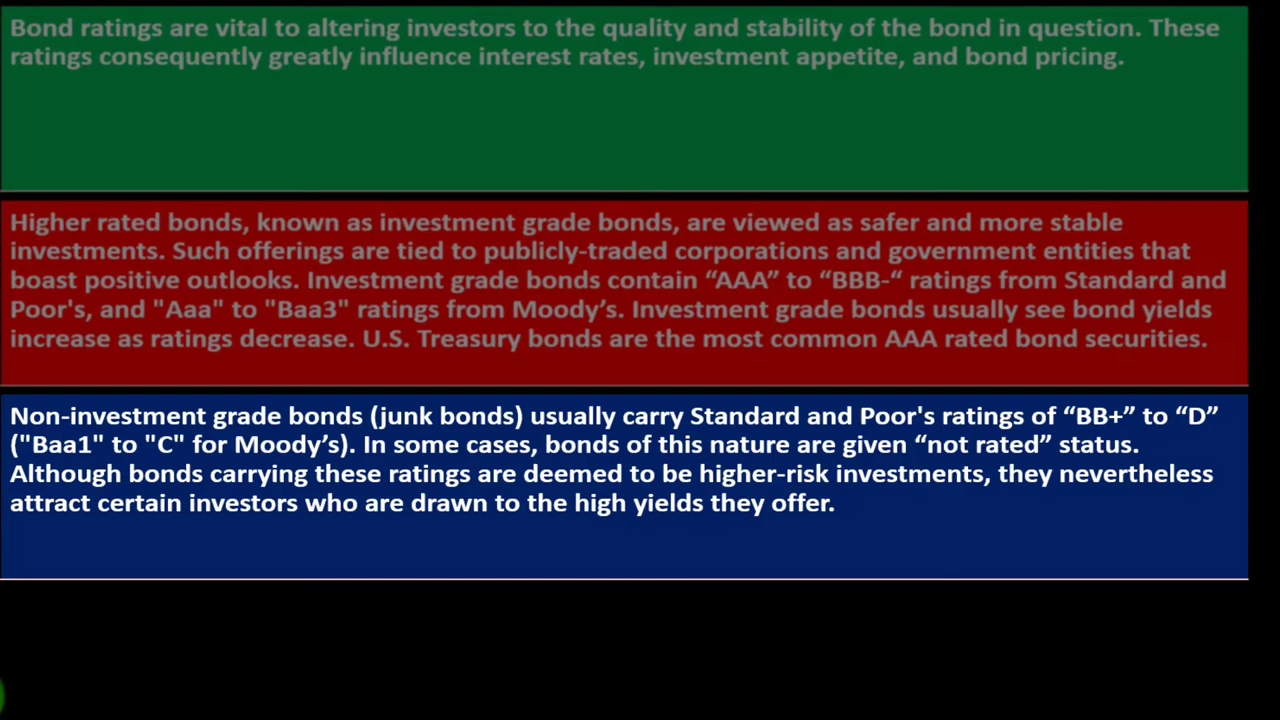 Bond ratings are vital to altering investors to the quality and stability of the bond in question. These
ratings consequently greatly influence interest rates, investment appetite, and bond pricing.
Higher rated bonds, known as investment grade bonds, are viewed as safer and more stable
investments. Such offerings are tied to publicly-traded corporations and government entities that
boast positive outlooks. Investment grade bonds contain “AAA” to “BBB-“ ratings from Standard and
Poor's, and "Aaa" to "Baa3" ratings from Moody’s. Investment grade bonds usually see bond yields
increase as ratings decrease. U.S. Treasury bonds are the most common AAA rated bond securities.
Non-investment grade bonds (junk bonds) usually carry Standard and Poor's ratings of “BB+” to “D”
("Baa1" to "C" for Moody’s). In some cases, bonds of this nature are given “not rated” status.
Although bonds carrying these ratings are deemed to be higher-risk investments, they nevertheless
attract certain investors who are drawn to the high yields they offer.